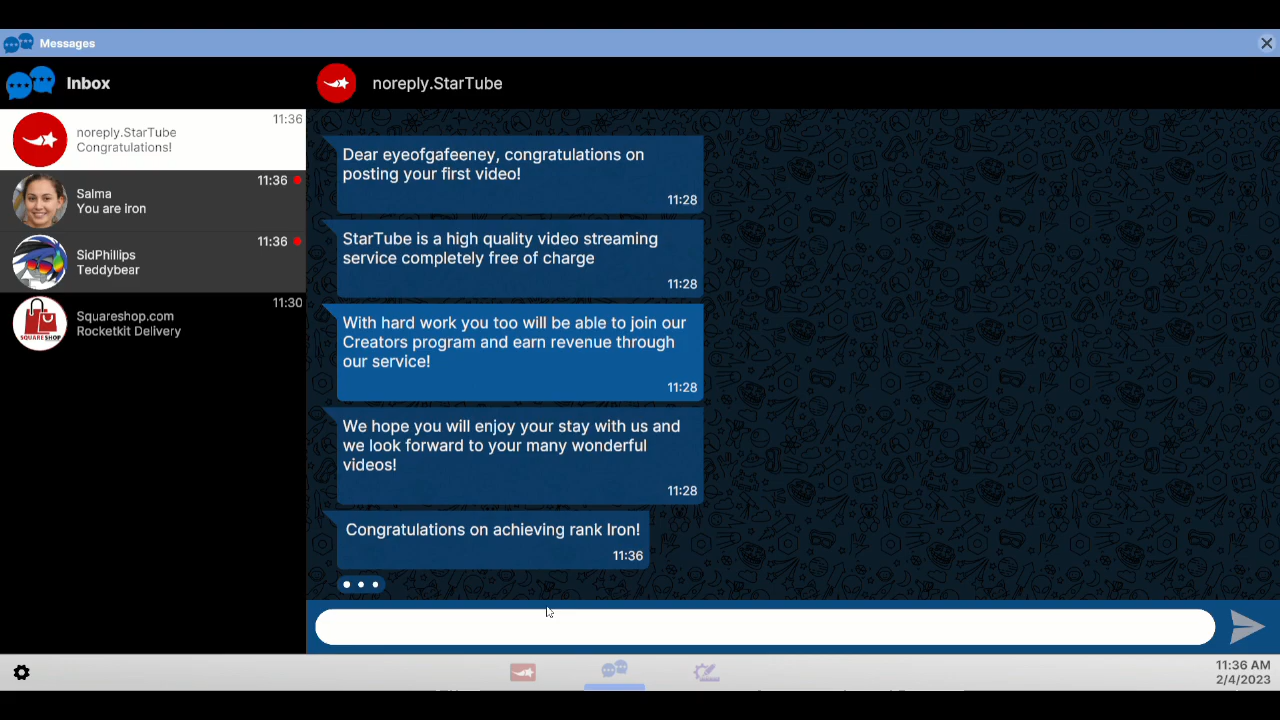 Messages
Inbox
noreply.StarTube
11:36
noreply.StarTube
Congratulations!
11:36
Salma
You are iron
11:36
SidPhillips
Teddybear
11:30
Squareshop.com
Rocketkit Delivery
SQUARE SHOP
Dear eyeofgafeeney, congratulations on
posting your first video!
11:28
StarTube is a high quality video streaming
service completely free of charge
11:28
With hard work you too will be able to join our
Creators program and earn revenue through
our service!
11:28
We hope you will enjoy your stay with us and
we look forward to your many wonderful
videos!
11:28
Congratulations on achieving rank Iron!
11:36
11:36 AM
2/4/2023